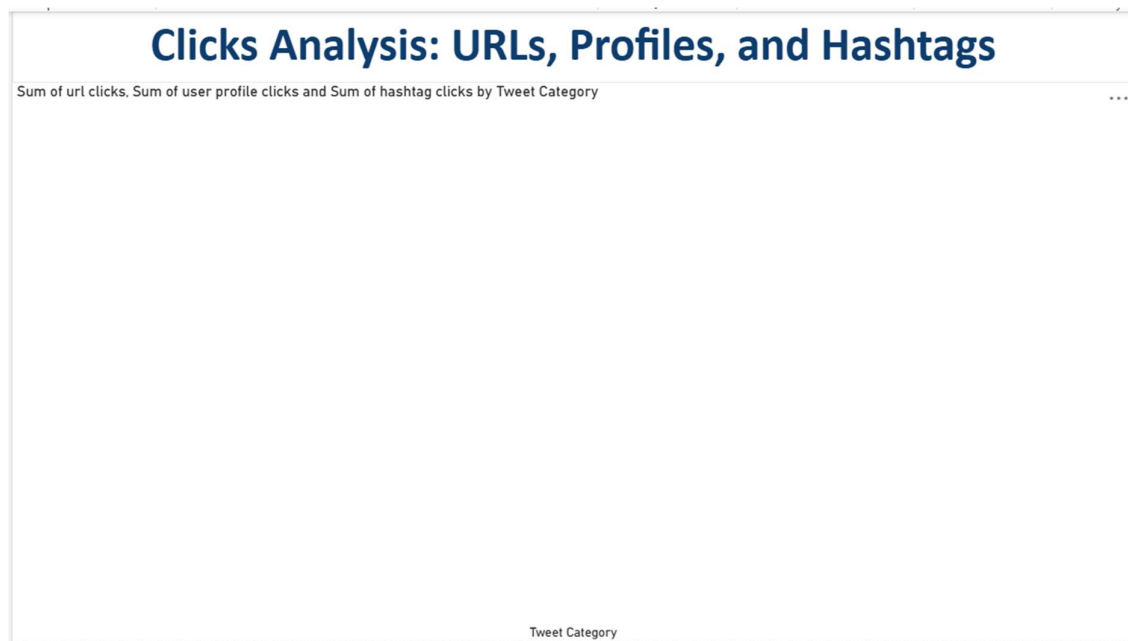 Clicks Analysis: URLs, Profiles, and Hashtags
Sum of url clicks, Sum of user profile clicks and Sum of hashtag clicks by Tweet Category
Tweet Category